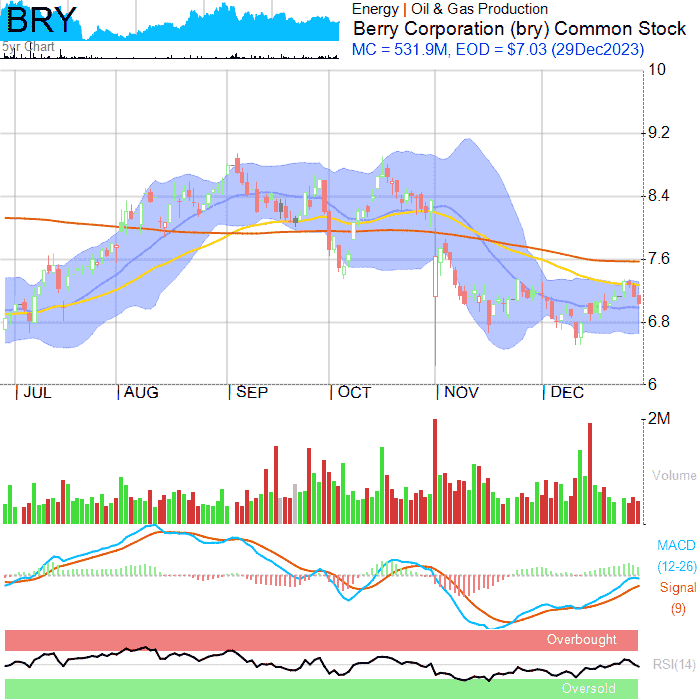 BRY
5yr Chart
Energy | Oil & Gas Production
Berry Corporation (bry) Common Stock
MC = 531.9M, EOD = $7.03 (29Dec2023)
10
9.2
8.4
7.6
6.8
6
JUL AUG SEP OCT NOV DEC
2M
Volume
MACD
(12-26)
Signal
(9)
Overbought
RSI(14)
Oversold